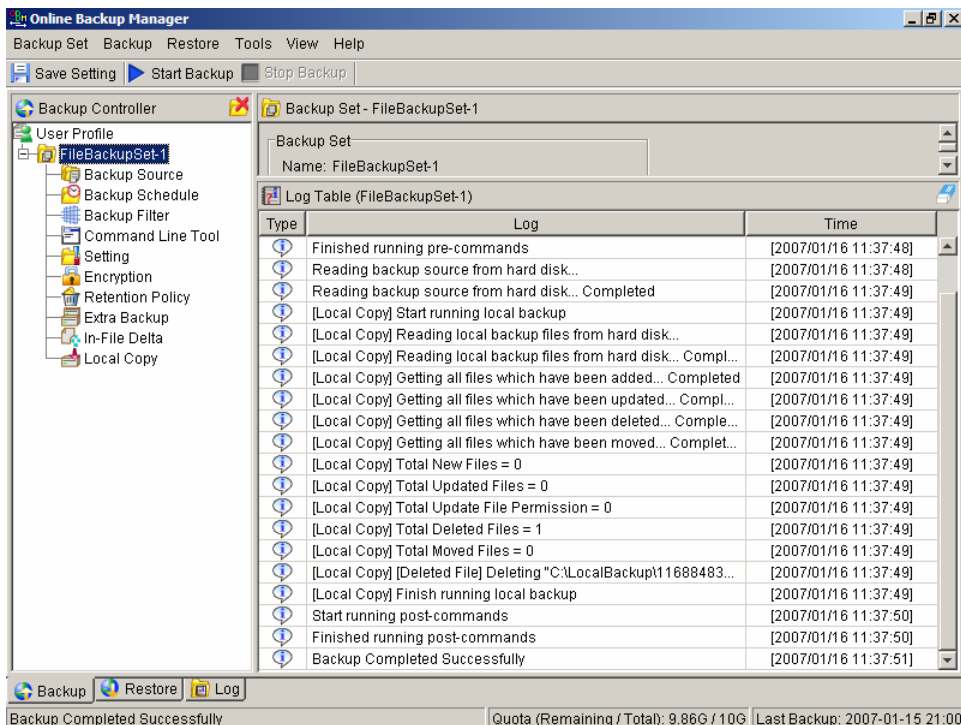 Online Backup Manager
Backup Set Backup Restore Tools View Help
Save Setting Start Backup Stop Backup
Backup Controller
User Profile
FileBackupSet-1
Backup Source
Backup Schedule
Backup Filter
Command Line Tool
Setting
Encryption
Retention Policy
Extra Backup
In-File Delta
Local Copy
Backup Set - FileBackupSet-1
Backup Set
Name: FileBackupSet-1
Log Table (FileBackupSet-1)
Type Log Time
Finished running pre-commands [2007/01/16 11:37:48]
Reading backup source from hard disk... [2007/01/16 11:37:48]
Reading backup source from hard disk... Completed [2007/01/16 11:37:49]
[Local Copy] Start running local backup [2007/01/16 11:37:49]
[Local Copy] Reading local backup files from hard disk... [2007/01/16 11:37:49]
[Local Copy] Reading local backup files from hard disk... Compl... [2007/01/16 11:37:49]
[Local Copy] Getting all files which have been added... Completed [2007/01/16 11:37:49]
[Local Copy] Getting all files which have been updated... Compl... [2007/01/16 11:37:49]
[Local Copy] Getting all files which have been deleted... Comple... [2007/01/16 11:37:49]
[Local Copy] Getting all files which have been moved... Complet... [2007/01/16 11:37:49]
[Local Copy] Total New Files = 0 [2007/01/16 11:37:49]
[Local Copy] Total Updated Files = 0 [2007/01/16 11:37:49]
[Local Copy] Total Update File Permission = 0 [2007/01/16 11:37:49]
[Local Copy] Total Deleted Files = 1 [2007/01/16 11:37:49]
[Local Copy] Total Moved Files = 0 [2007/01/16 11:37:49]
[Local Copy] [Deleted File] Deleting "C:\LocalBackup\11688483... [2007/01/16 11:37:49]
[Local Copy] Finish running local backup [2007/01/16 11:37:49]
Start running post-commands [2007/01/16 11:37:50]
Finished running post-commands [2007/01/16 11:37:50]
Backup Completed Successfully [2007/01/16 11:37:51]
Backup Restore Log
Backup Completed Successfully Quota (Remaining / Total): 9.86G / 10G Last Backup: 2007-01-15 21:00